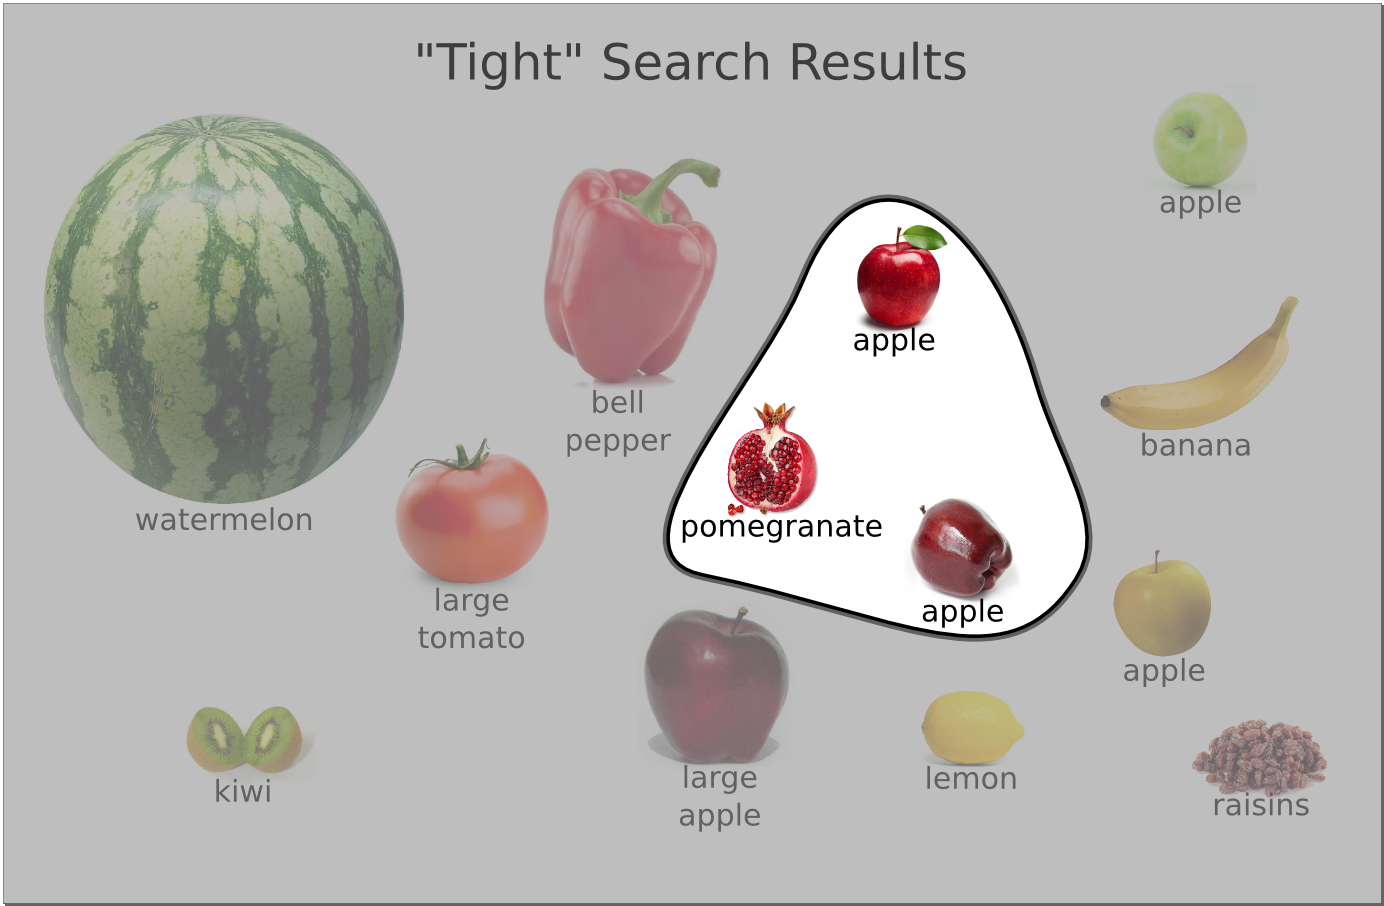 "Tight" Search Results
apple
apple
bell
pepper
banana
watermelon
pomegranate
large
tomato
apple
apple
large
apple
lemon
kiwi
raisins